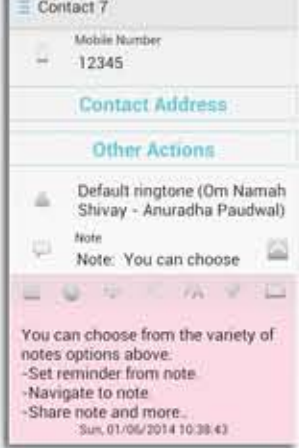 Contact 7
Mobile Number
12345
Contact Address
Other Actions
Default ringtone (Om Namah
Shivay - Anuradha Paudwal)
Note
Note: You can choose
You can choose from the variety of
notes options above.
-Set reminder from note.
-Navigate to note.
-Share note and more..
Sun, 01/06/2014 10:38:43